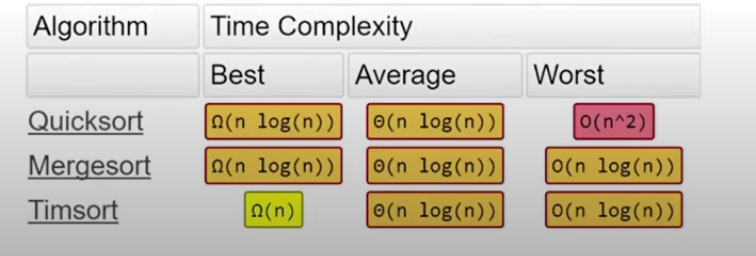 Algorithm Time Complexity
Best Average Worst
Quicksort Ω(n log(n)) Θ(n log(n)) O(n^2)
Mergesort Ω(n log(n)) Θ(n log(n)) O(n log(n))
Timsort Ω(n) Θ(n log(n)) O(n log(n))